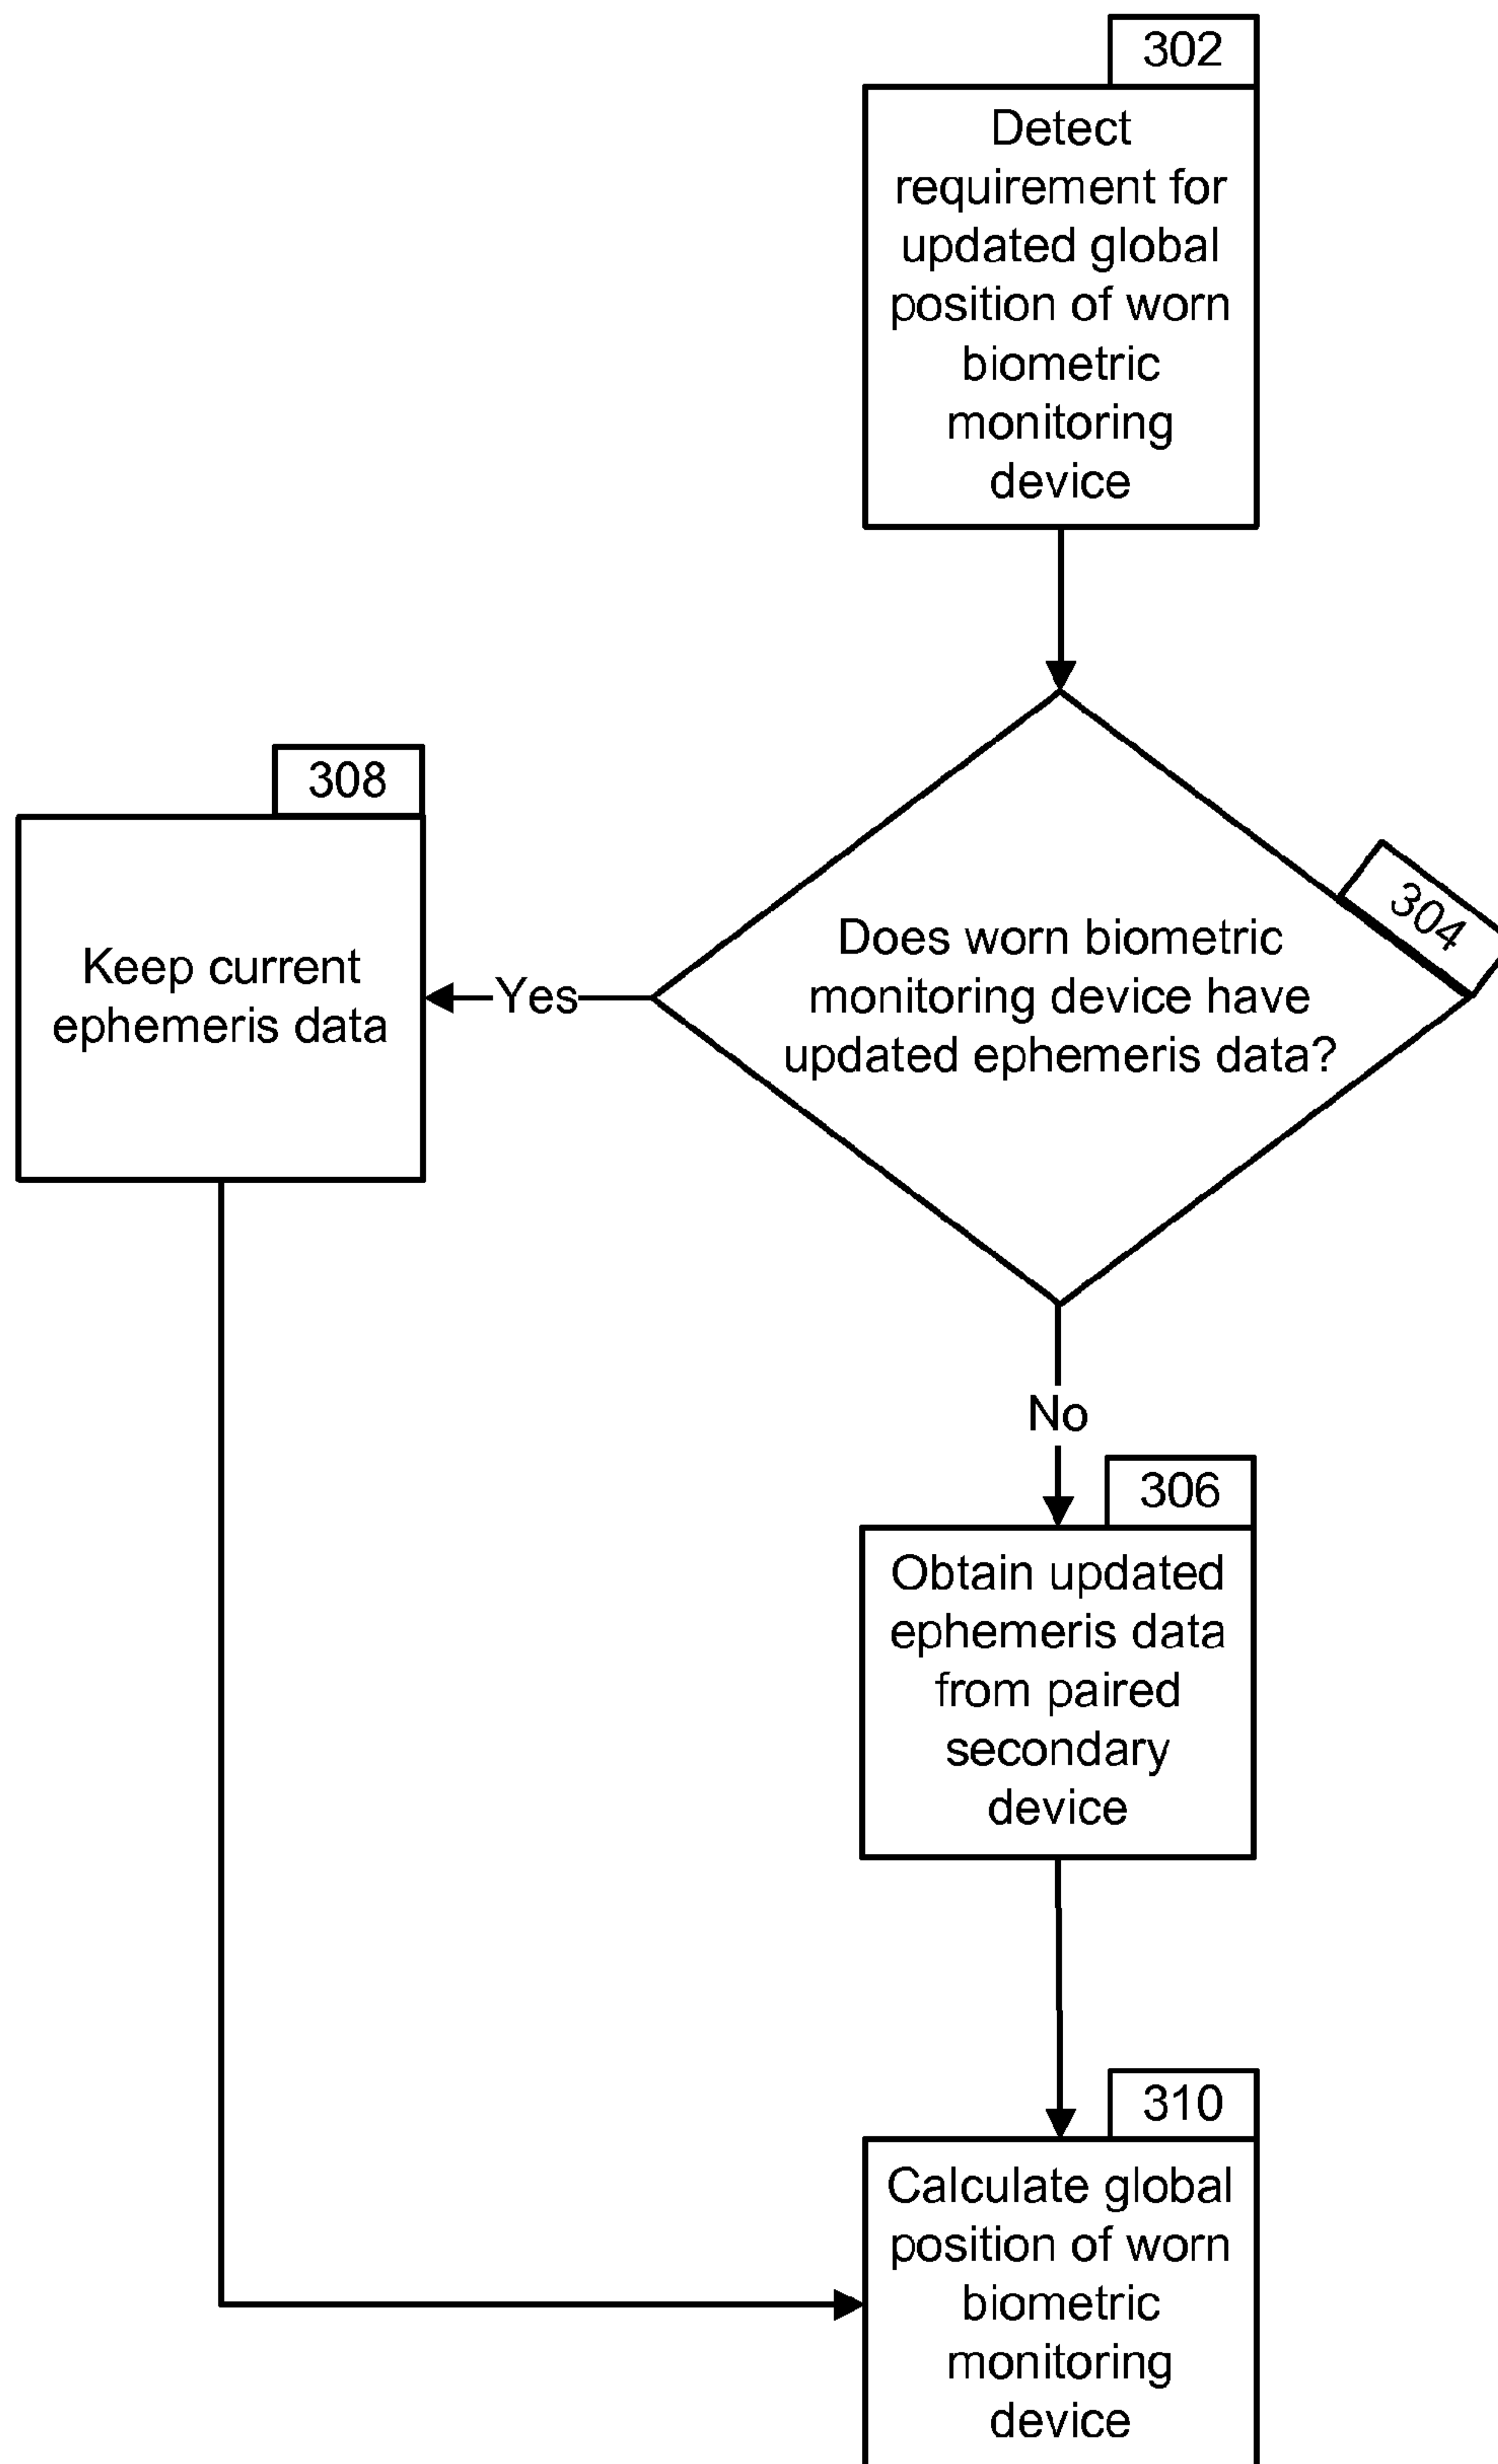 302
Detect
requirement for
updated global
position of worn
biometric
monitoring
device
304
Does worn biometric
monitoring device have
updated ephemeris data?
Yes
308
Keep current
ephemeris data
No
306
Obtain updated
ephemeris data
from paired
secondary
device
310
Calculate global
position of worn
biometric
monitoring
device